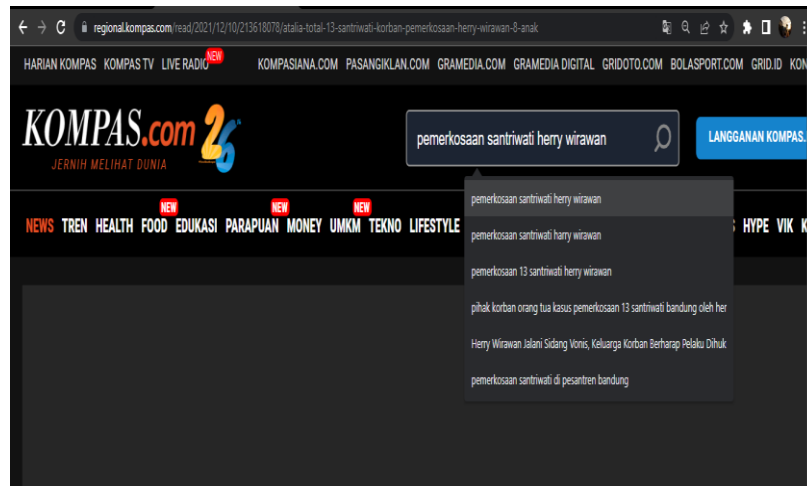 regional.kompas.com/read/2021/12/10/213618078/atalia-total-13-santriwati-korban-pemerkosaan-herry-wirawan-8-anak
HARIAN KOMPAS KOMPAS TV LIVE RADIO NEW KOMPASIANA.COM PASANGIKLAN.COM GRAMEDIA.COM GRAMEDIA DIGITAL GRIDOTO.COM BOLASPORT.COM GRID.ID KON
KOMPAS.com 26
JERNIH MELIHAT DUNIA
pemerkosaan santriwati herry wirawan
LANGGANAN KOMPAS.
NEW NEW NEW
NEWS TREN HEALTH FOOD EDUKASI PARAPUAN MONEY UMKM TEKNO LIFESTYLE HYPE VIK K
pemerkosaan santriwati herry wirawan
pemerkosaan santriwati harry wirawan
pemerkosaan 13 santriwati herry wirawan
pihak korban orang tua kasus pemerkosaan 13 santriwati bandung oleh her
Herry Wirawan Jalani Sidang Vonis, Keluarga Korban Berharap Pelaku Dihuk
pemerkosaan santriwati di pesantren bandung